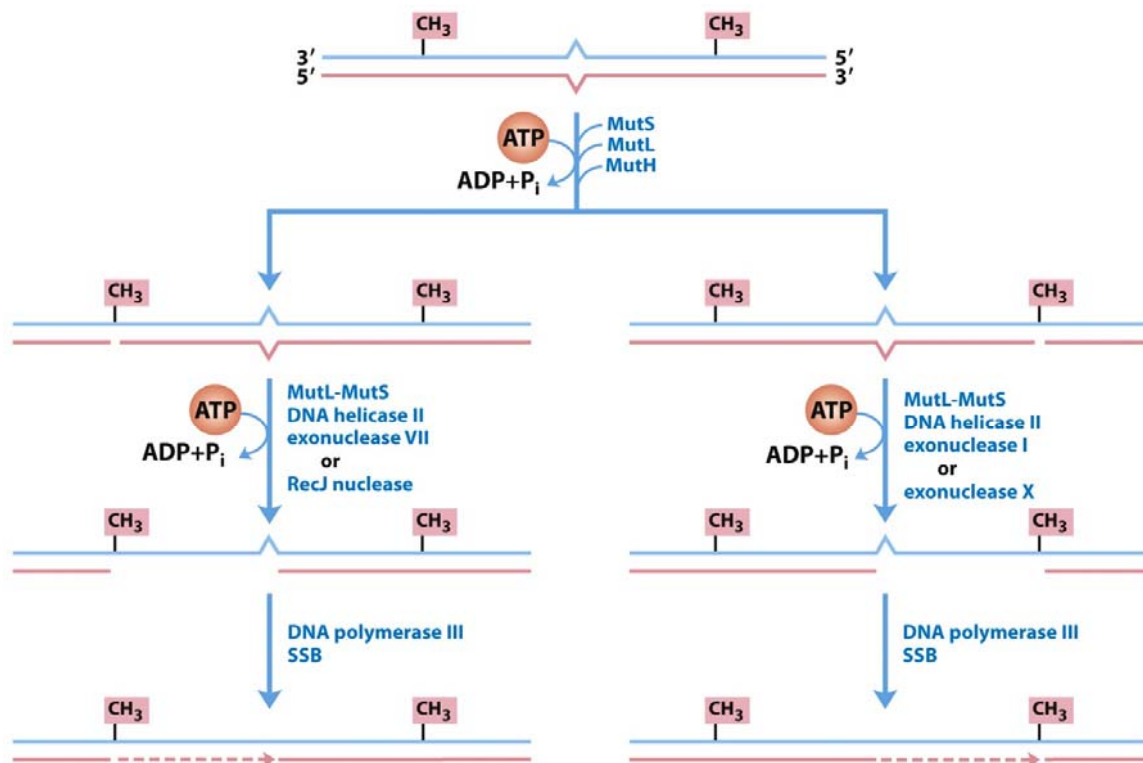 CH3 CH3
3′ 5′
5′ 3′
ATP
MutS
MutL
MutH
ADP+Pi
CH3 CH3
CH3 CH3
ATP
ADP+Pi
MutL-MutS
DNA helicase II
exonuclease VII
or
RecJ nuclease
ATP
ADP+Pi
MutL-MutS
DNA helicase II
exonuclease I
or
exonuclease X
CH3 CH3
CH3 CH3
DNA polymerase III
SSB
DNA polymerase III
SSB
CH3 CH3
CH3 CH3